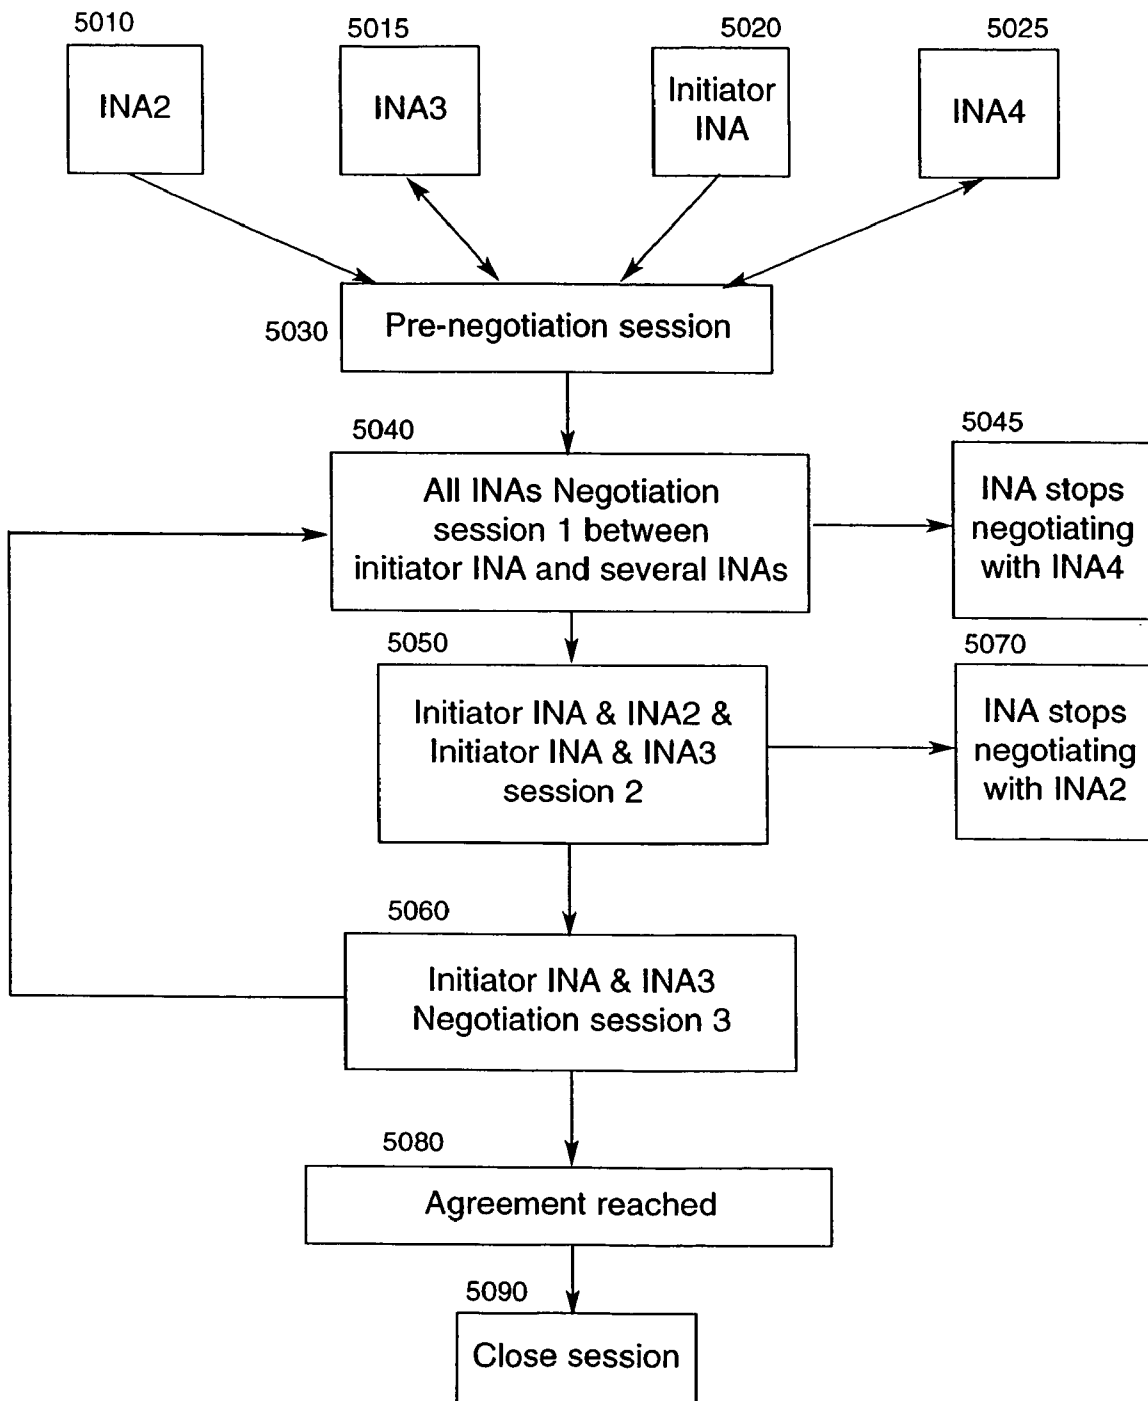 5010
5015
5020
5025
INA2
INA3
Initiator
INA
INA4
5030
Pre-negotiation session
5040
All INAs Negotiation
session 1 between
initiator INA and several INAs
5045
INA stops
negotiating
with INA4
5050
Initiator INA & INA2 &
Initiator INA & INA3
session 2
5070
INA stops
negotiating
with INA2
5060
Initiator INA & INA3
Negotiation session 3
5080
Agreement reached
5090
Close session